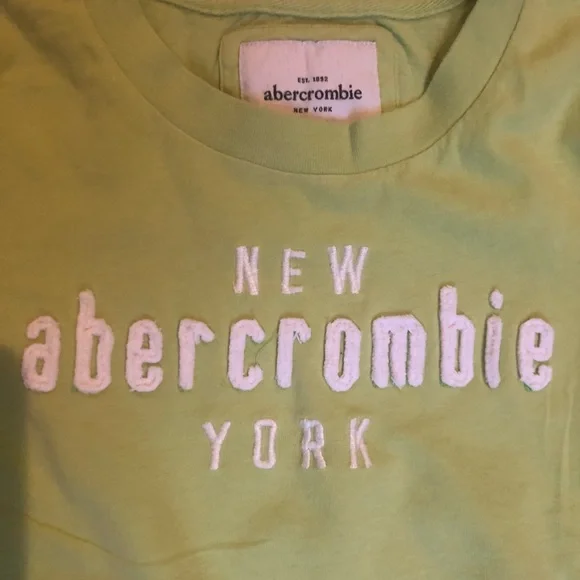 EST. 1892
abercrombie
NEW YORK
NEW
abercrombie
YORK